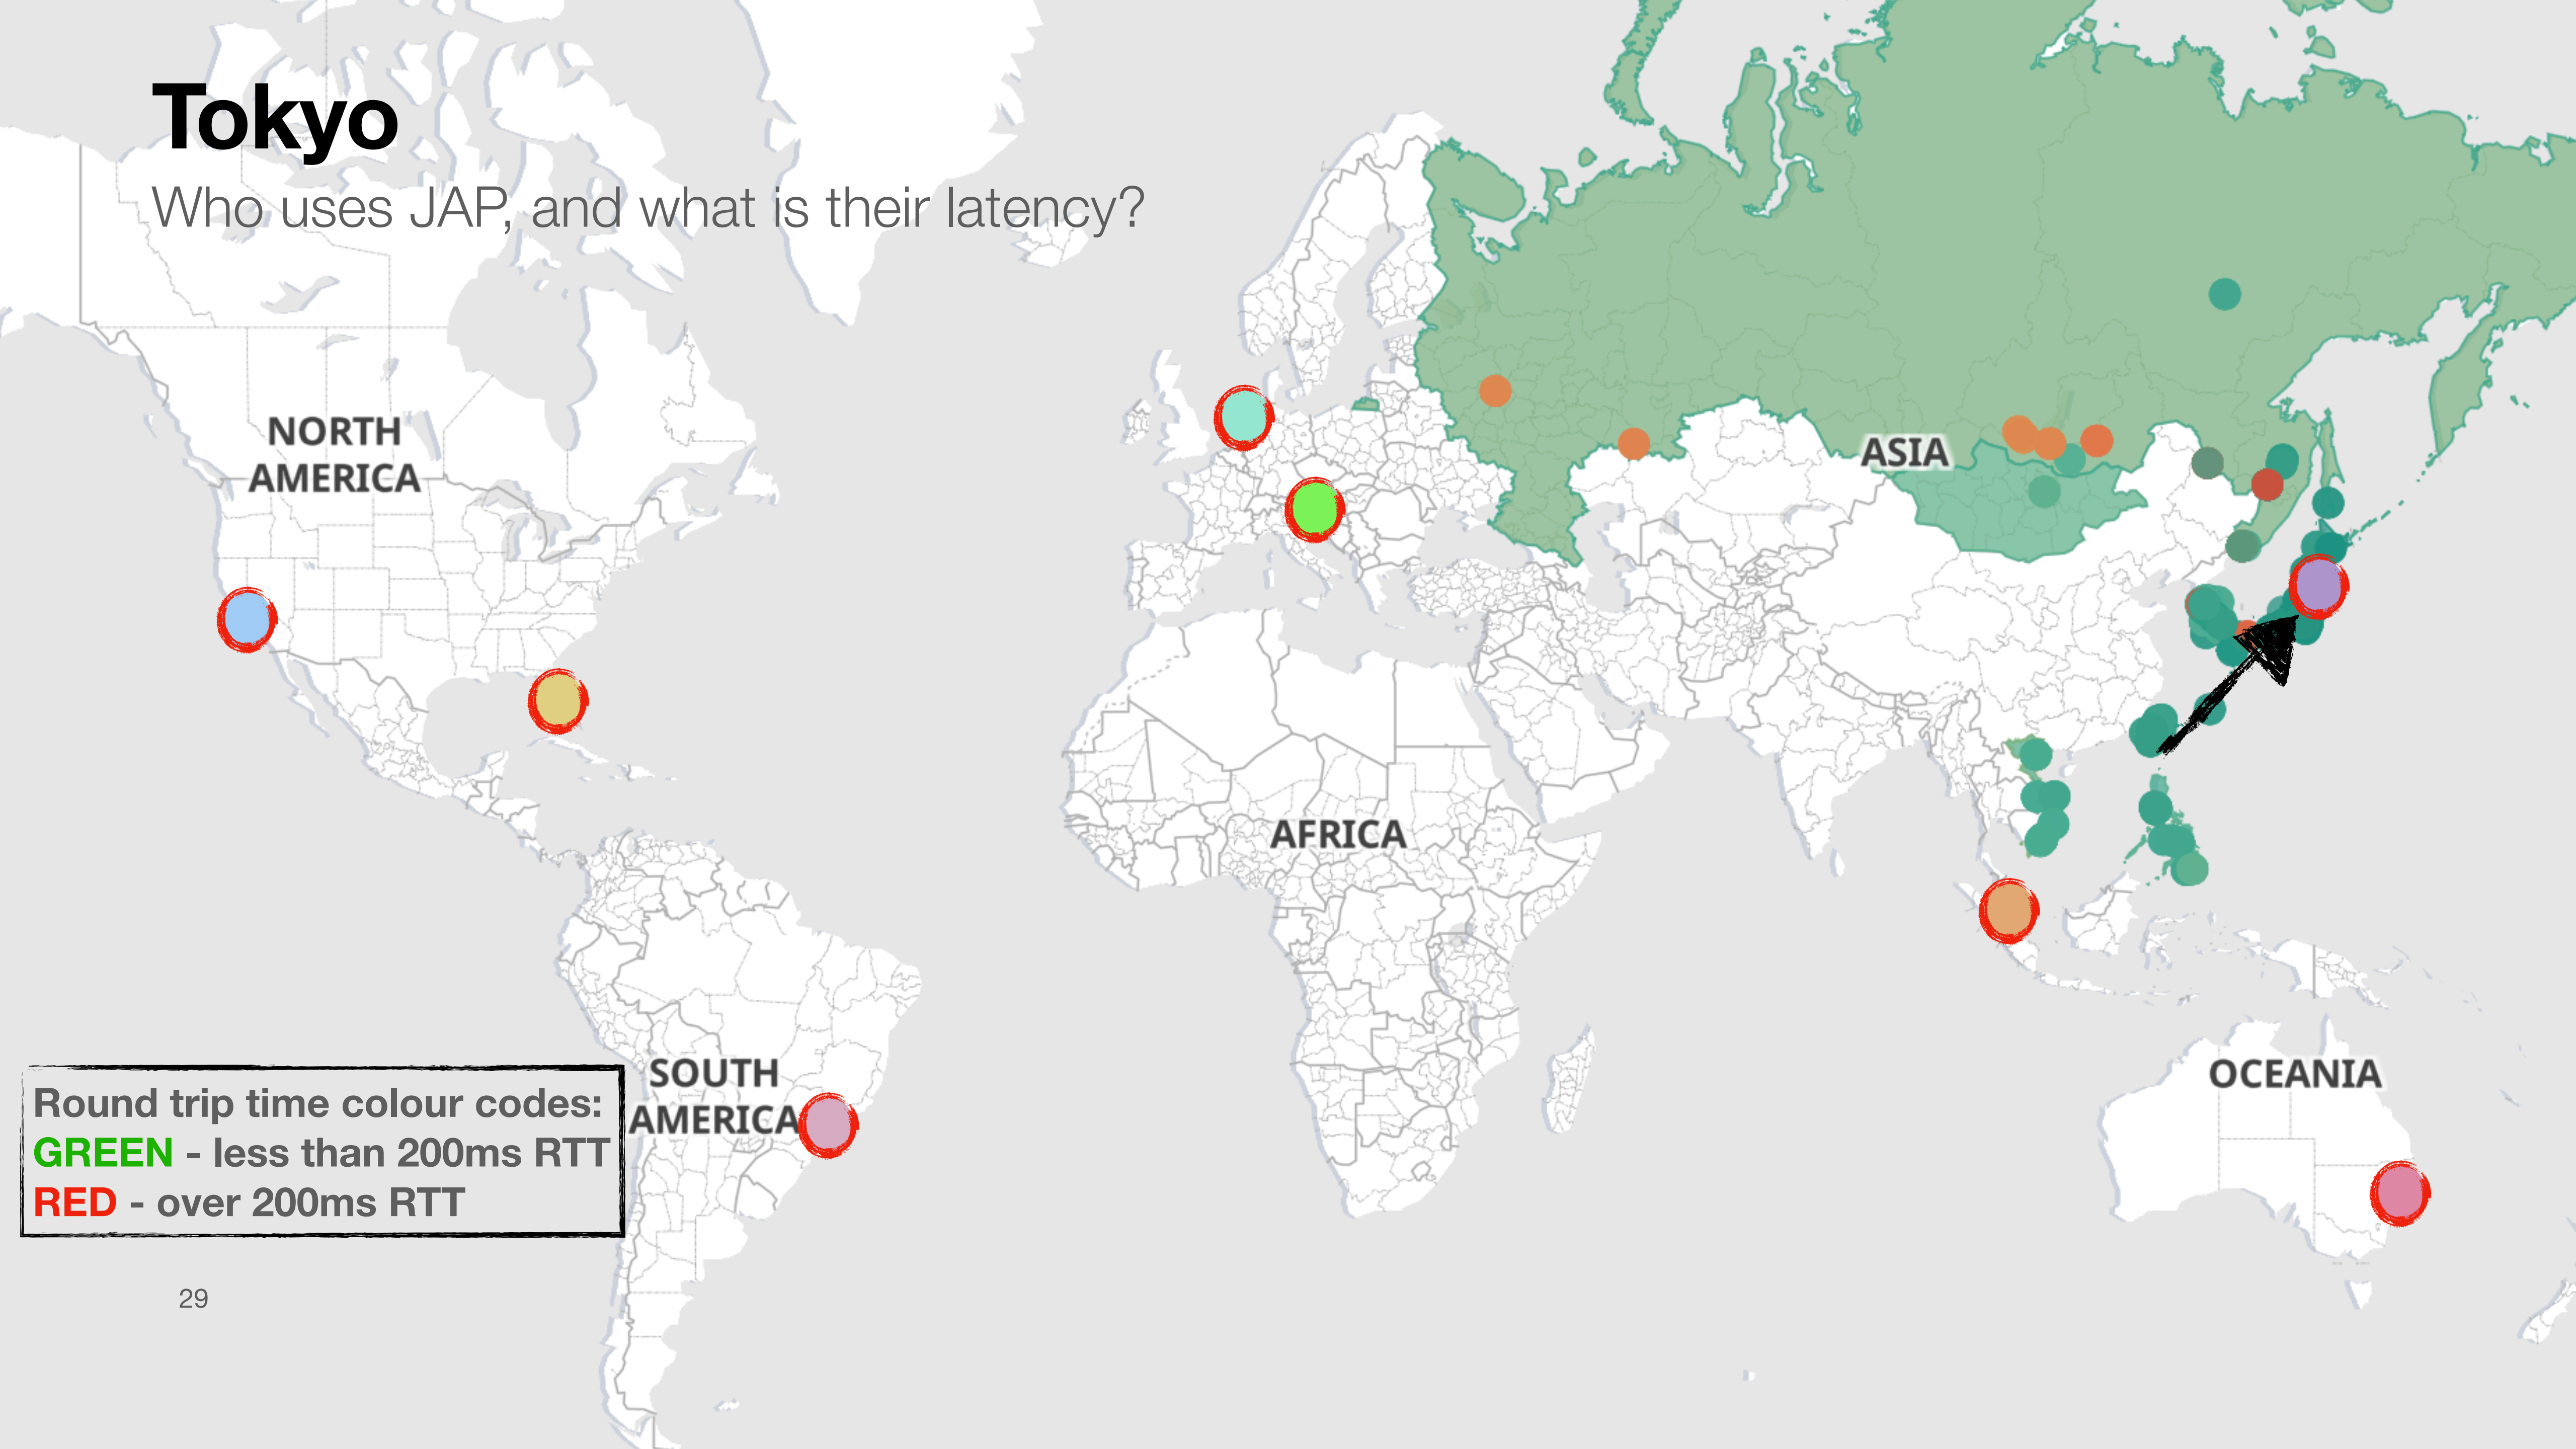 Tokyo
Who uses JAP, and what is their latency?
NORTH
AMERICA
ASIA
AFRICA
SOUTH
AMERICA
OCEANIA
Round trip time colour codes:
GREEN - less than 200ms RTT
RED - over 200ms RTT
29